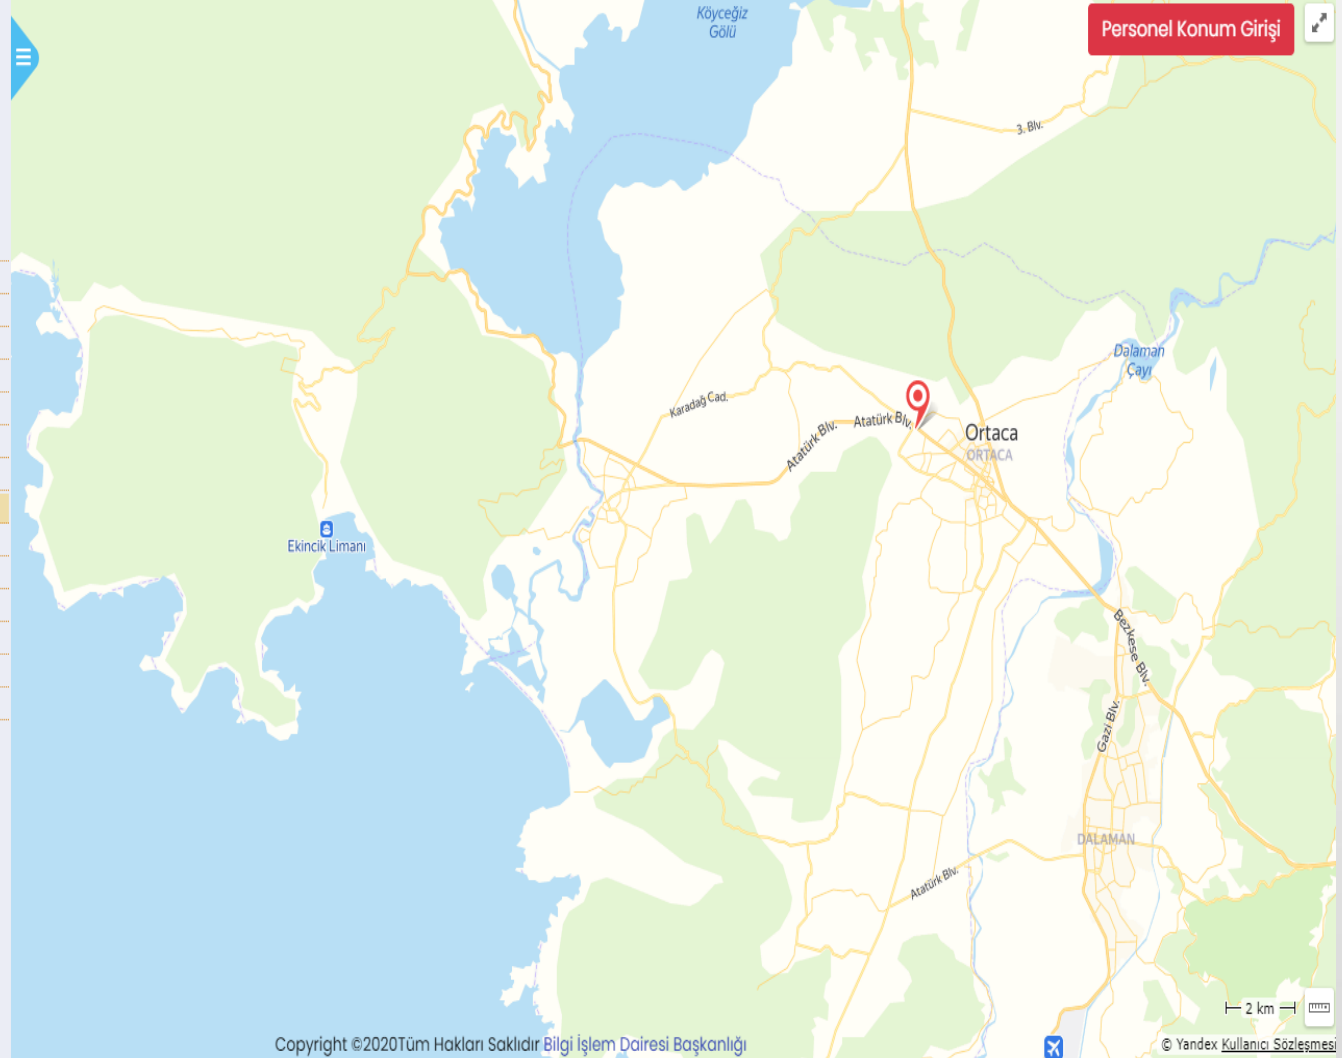 Köyceğiz
Gölü
Personel Konum Girişi
3. Blv.
Dalaman
Çayı
Karadağ Cad.
Atatürk Blv.
Atatürk Blv.
Ortaca
ORTACA
Ekincik Limanı
Bezkese Blv.
Gazi Blv.
DALAMAN
Atatürk Blv.
2 km
Copyright ©2020Tüm Hakları Saklıdır Bilgi İşlem Dairesi Başkanlığı
© Yandex Kullanıcı Sözleşmesi